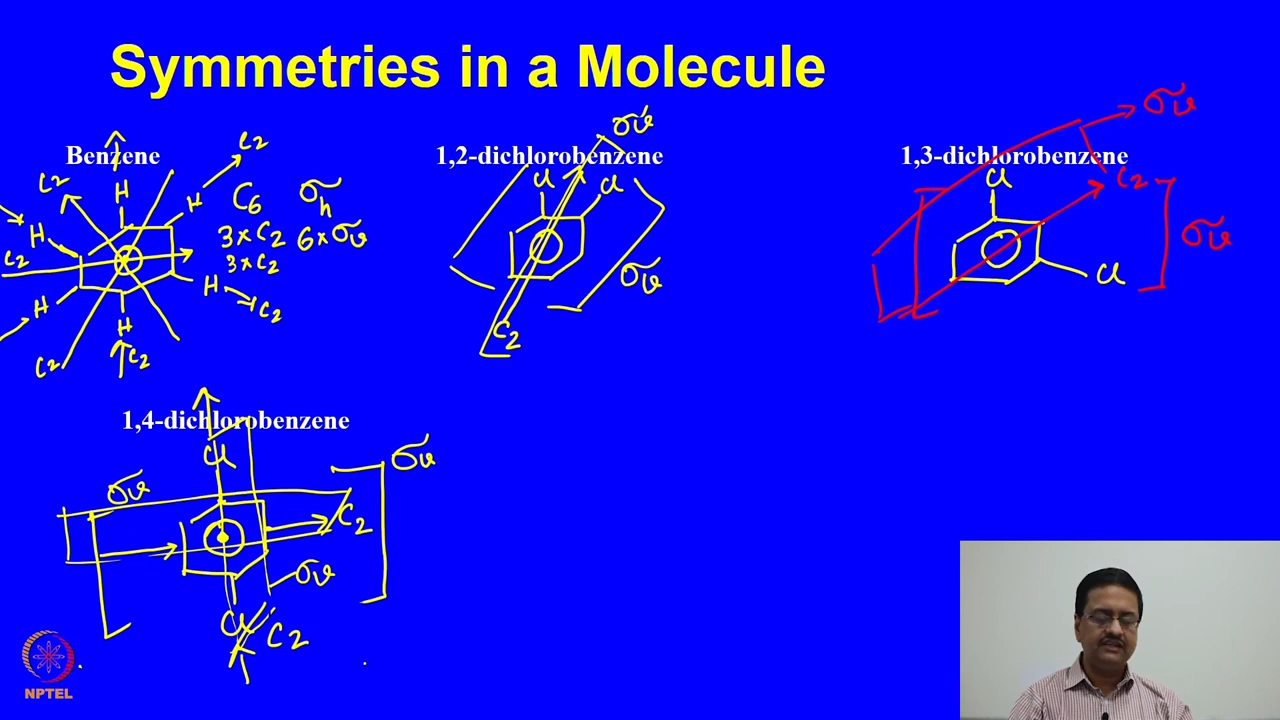 Symmetries in a Molecule
Benzene
C2
C2
H
H
H
C6 σh
3×C2 6×σv
3×C2
C2
H
H
C2
H
C2
C2
1,2-dichlorobenzene
σv'
Cl
Cl
σv
C2
1,3-dichlorobenzene
σv
Cl
C2
σv
Cl
1,4-dichlorobenzene
Cl
σv
σv
C2
σv
Cl
C2
NPTEL